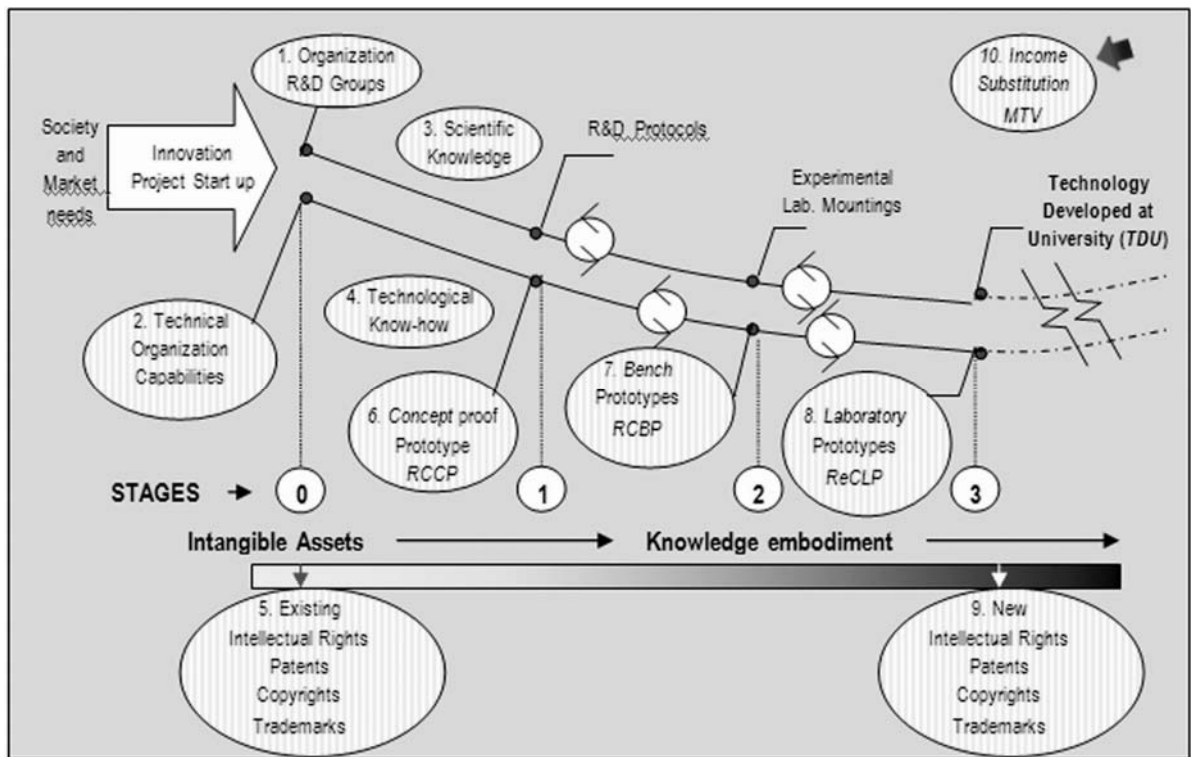 1. Organization
R&D Groups
10. Income
Substitution
MTV
Society
and
Market
needs
Innovation
Project Start up
3. Scientific
Knowledge
R&D Protocols
Experimental
Lab. Mountings
Technology
Developed at
University (TDU)
2. Technical
Organization
Capabilities
4. Technological
Know-how
6. Concept proof
Prototype
RCCP
7. Bench
Prototypes
RCBP
8. Laboratory
Prototypes
ReCLP
STAGES
0
1
2
3
Intangible Assets
Knowledge embodiment
5. Existing
Intellectual Rights
Patents
Copyrights
Trademarks
9. New
Intellectual Rights
Patents
Copyrights
Trademarks